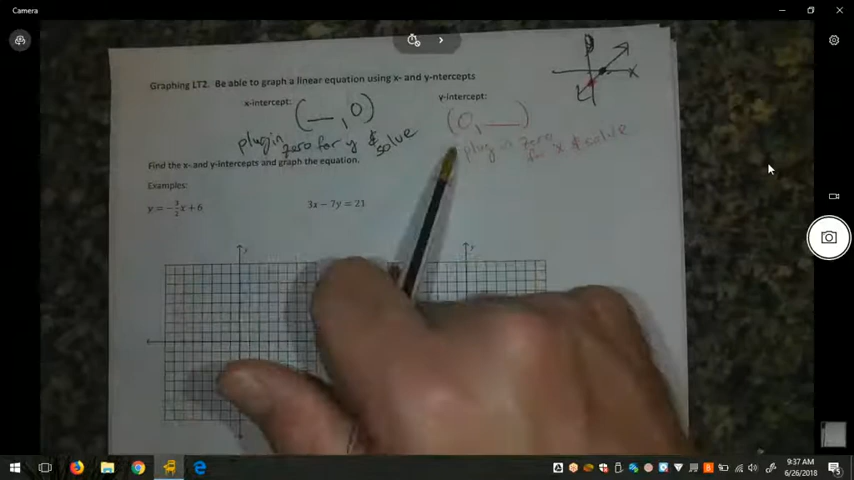 Camera
Graphing LT2. Be able to graph a linear equation using x- and y-ntercepts
x-intercept: (__, 0)
y-intercept: (0, __)
plug in zero for y & solve
plug in zero for x & solve
Find the x- and y-intercepts and graph the equation.
Examples:
y = -3/2x + 6
3x − 7y = 21
x
y
y
9:37 AM
6/26/2018